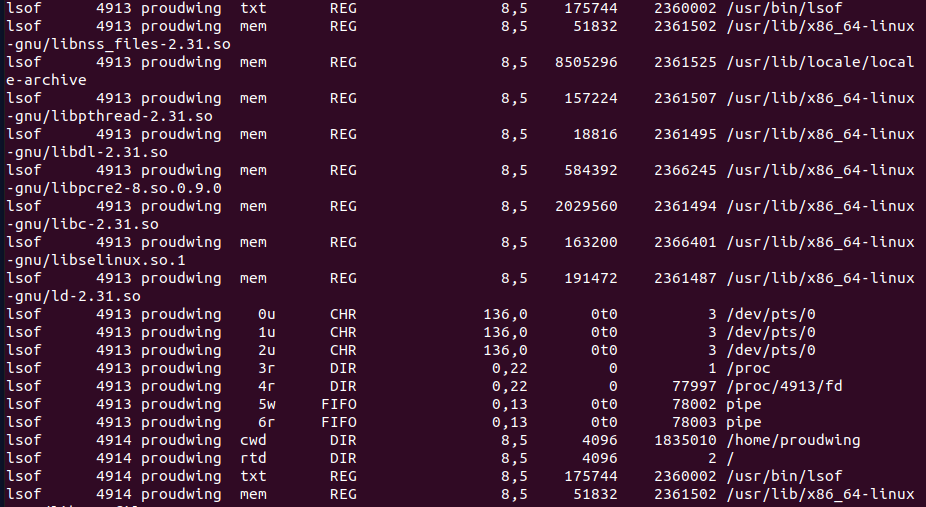 lsof      4913 proudwing  txt       REG                8,5    175744    2360002 /usr/bin/lsof
lsof      4913 proudwing  mem       REG                8,5     51832    2361502 /usr/lib/x86_64-linux
-gnu/libnss_files-2.31.so
lsof      4913 proudwing  mem       REG                8,5   8505296    2361525 /usr/lib/locale/local
e-archive
lsof      4913 proudwing  mem       REG                8,5    157224    2361507 /usr/lib/x86_64-linux
-gnu/libpthread-2.31.so
lsof      4913 proudwing  mem       REG                8,5     18816    2361495 /usr/lib/x86_64-linux
-gnu/libdl-2.31.so
lsof      4913 proudwing  mem       REG                8,5    584392    2366245 /usr/lib/x86_64-linux
-gnu/libpcre2-8.so.0.9.0
lsof      4913 proudwing  mem       REG                8,5   2029560    2361494 /usr/lib/x86_64-linux
-gnu/libc-2.31.so
lsof      4913 proudwing  mem       REG                8,5    163200    2366401 /usr/lib/x86_64-linux
-gnu/libselinux.so.1
lsof      4913 proudwing  mem       REG                8,5    191472    2361487 /usr/lib/x86_64-linux
-gnu/ld-2.31.so
lsof      4913 proudwing    0u      CHR              136,0       0t0          3 /dev/pts/0
lsof      4913 proudwing    1u      CHR              136,0       0t0          3 /dev/pts/0
lsof      4913 proudwing    2u      CHR              136,0       0t0          3 /dev/pts/0
lsof      4913 proudwing    3r      DIR               0,22         0          1 /proc
lsof      4913 proudwing    4r      DIR               0,22         0      77997 /proc/4913/fd
lsof      4913 proudwing    5w     FIFO               0,13       0t0      78002 pipe
lsof      4913 proudwing    6r     FIFO               0,13       0t0      78003 pipe
lsof      4914 proudwing  cwd       DIR                8,5      4096    1835010 /home/proudwing
lsof      4914 proudwing  rtd       DIR                8,5      4096          2 /
lsof      4914 proudwing  txt       REG                8,5    175744    2360002 /usr/bin/lsof
lsof      4914 proudwing  mem       REG                8,5     51832    2361502 /usr/lib/x86_64-linux